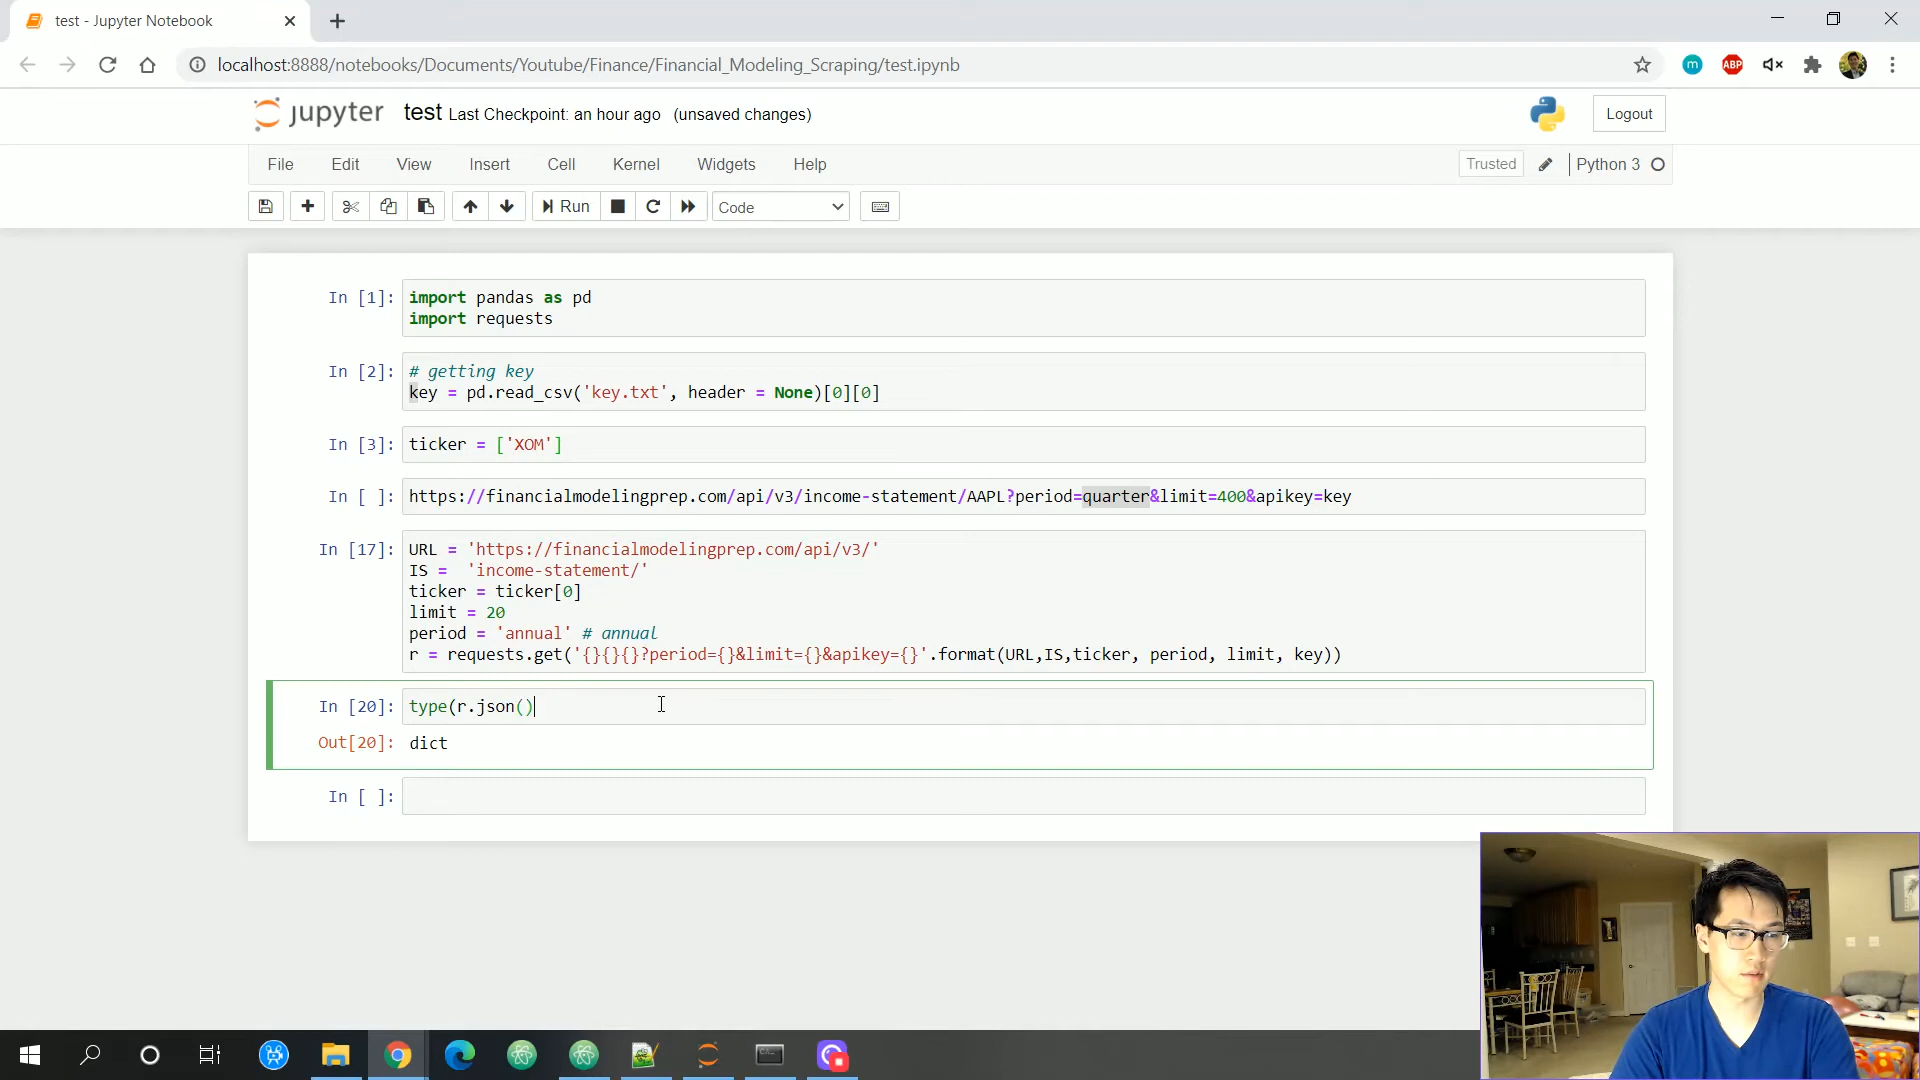 test - Jupyter Notebook
localhost:8888/notebooks/Documents/Youtube/Finance/Financial_Modeling_Scraping/test.ipynb
m
ABP
jupyter test Last Checkpoint: an hour ago (unsaved changes)
Logout
File Edit View Insert Cell Kernel Widgets Help
Trusted
Python 3
Run
Code
In [1]: import pandas as pd
import requests
In [2]: # getting key
key = pd.read_csv('key.txt', header = None)[0][0]
In [3]: ticker = ['XOM']
In [ ]: https://financialmodelingprep.com/api/v3/income-statement/AAPL?period=quarter&limit=400&apikey=key
In [17]: URL = 'https://financialmodelingprep.com/api/v3/'
IS =  'income-statement/'
ticker = ticker[0]
limit = 20
period = 'annual' # annual
r = requests.get('{}{}{}?period={}&limit={}&apikey={}'.format(URL,IS,ticker, period, limit, key))
In [20]: type(r.json()
Out[20]: dict
In [ ]: